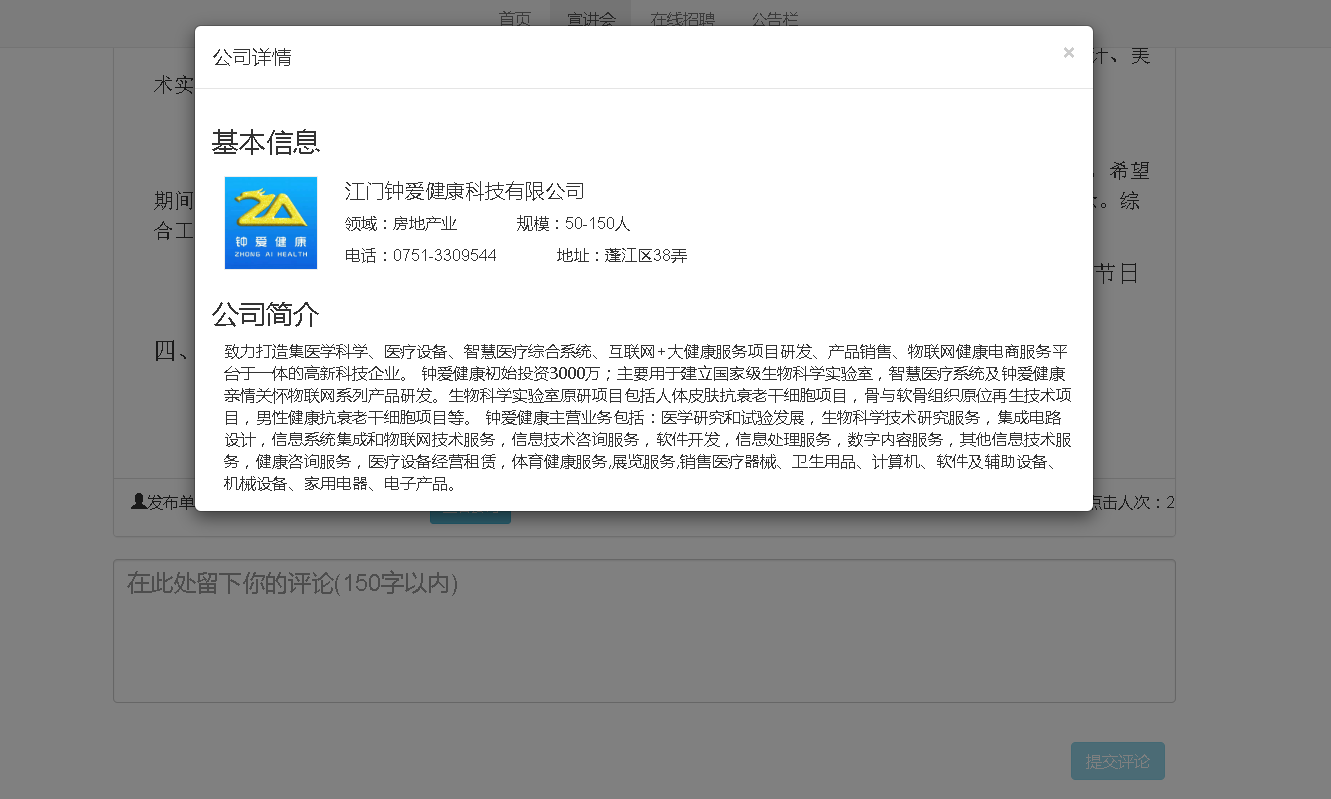 首页 宣讲会 在线招聘 公告栏
公司详情 ×
计、美
术实
基本信息
希望
江门钟爱健康科技有限公司
期间
综
领域：房地产业 规模：50-150人
合工
钟爱健康
ZHONG AI HEALTH
电话：0751-3309544 地址：蓬江区38弄
节日
公司简介
四、
致力打造集医学科学、医疗设备、智慧医疗综合系统、互联网+大健康服务项目研发、产品销售、物联网健康电商服务平
台于一体的高新科技企业。 钟爱健康初始投资3000万；主要用于建立国家级生物科学实验室，智慧医疗系统及钟爱健康
亲情关怀物联网系列产品研发。生物科学实验室原研项目包括人体皮肤抗衰老干细胞项目，骨与软骨组织原位再生技术项
目，男性健康抗衰老干细胞项目等。 钟爱健康主营业务包括：医学研究和试验发展，生物科学技术研究服务，集成电路
设计，信息系统集成和物联网技术服务，信息技术咨询服务，软件开发，信息处理服务，数字内容服务，其他信息技术服
务，健康咨询服务，医疗设备经营租赁，体育健康服务,展览服务,销售医疗器械、卫生用品、计算机、软件及辅助设备、
机械设备、家用电器、电子产品。
发布单 点击人次：2
在此处留下你的评论(150字以内)
提交评论